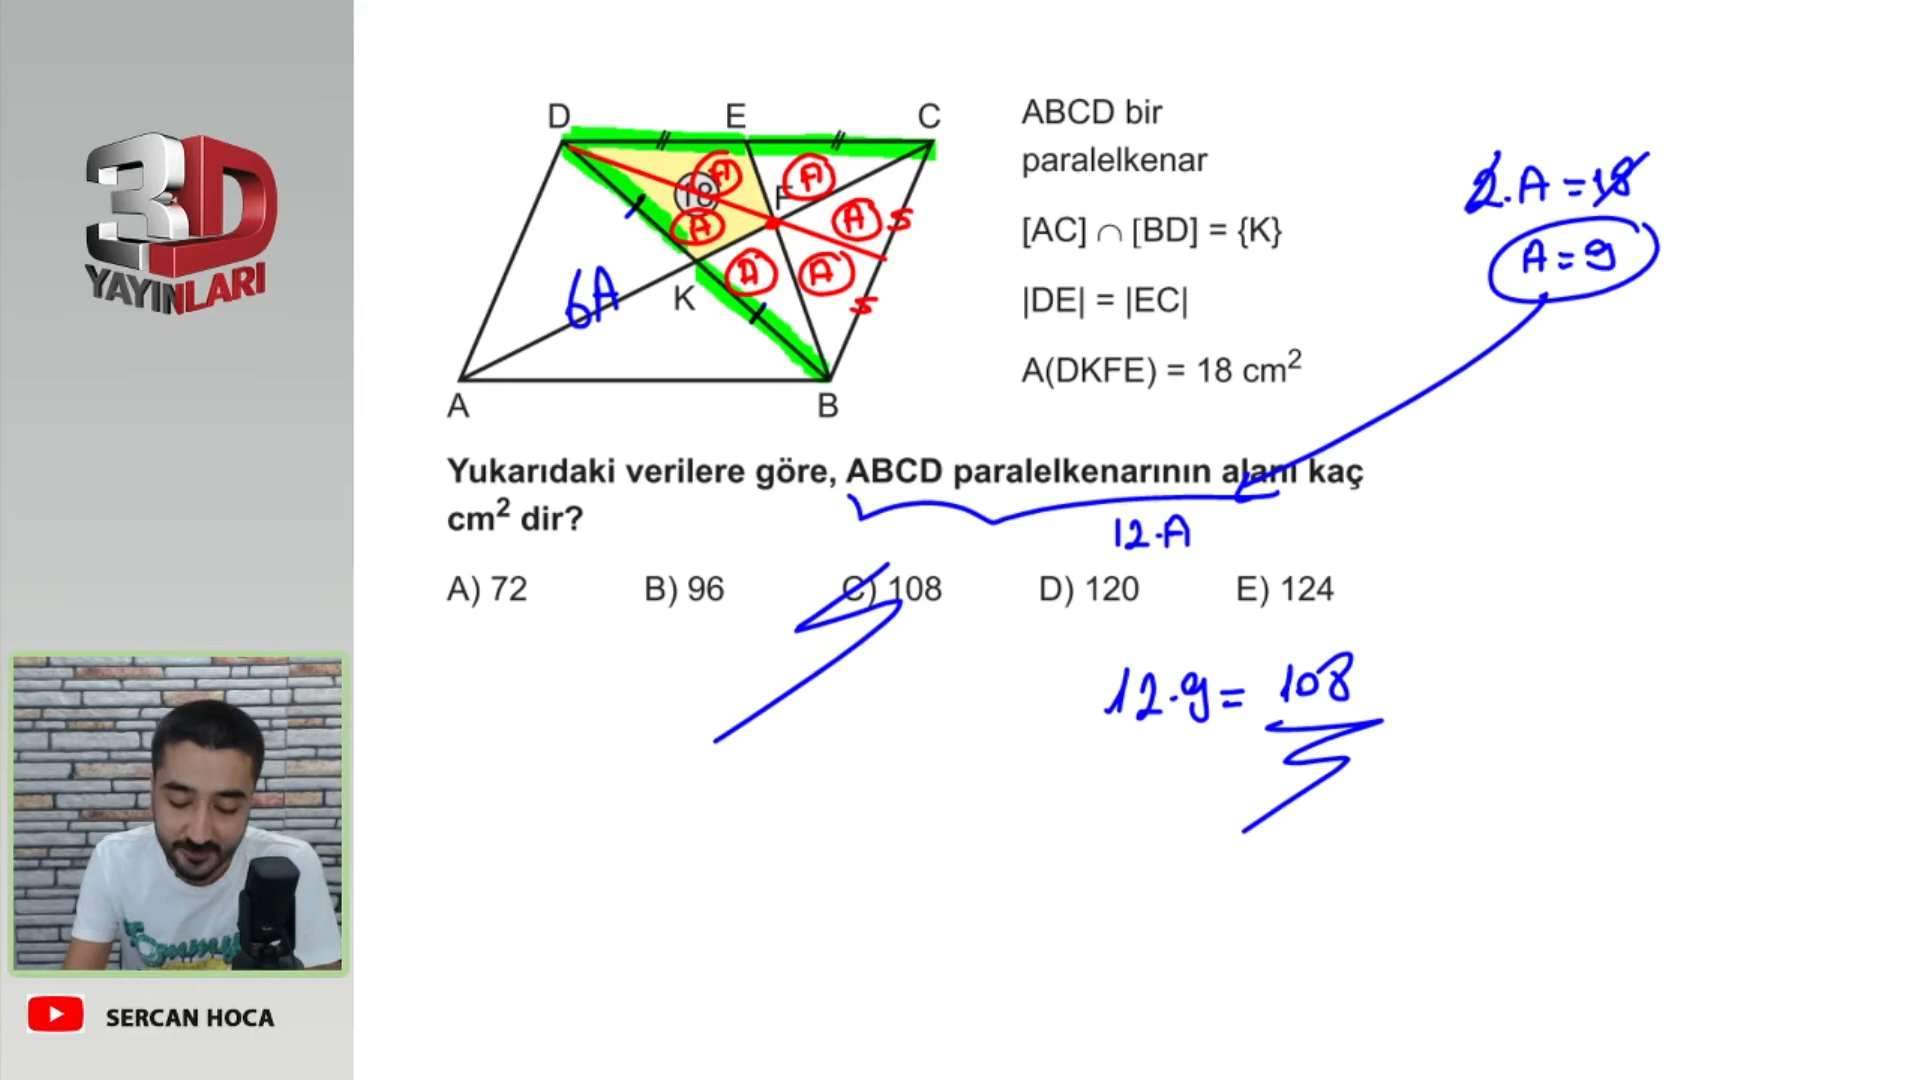 3D
YAYINLARI
D E C
18
A A
F
A A S
A A
K S
6A
A B
ABCD bir
paralelkenar
[AC] ∩ [BD] = {K}
|DE| = |EC|
A(DKFE) = 18 cm²
2.A = 18
A = 9
Yukarıdaki verilere göre, ABCD paralelkenarının alanı kaç
cm² dir?
12.A
A) 72 B) 96 C) 108 D) 120 E) 124
12.9 = 108
SERCAN HOCA